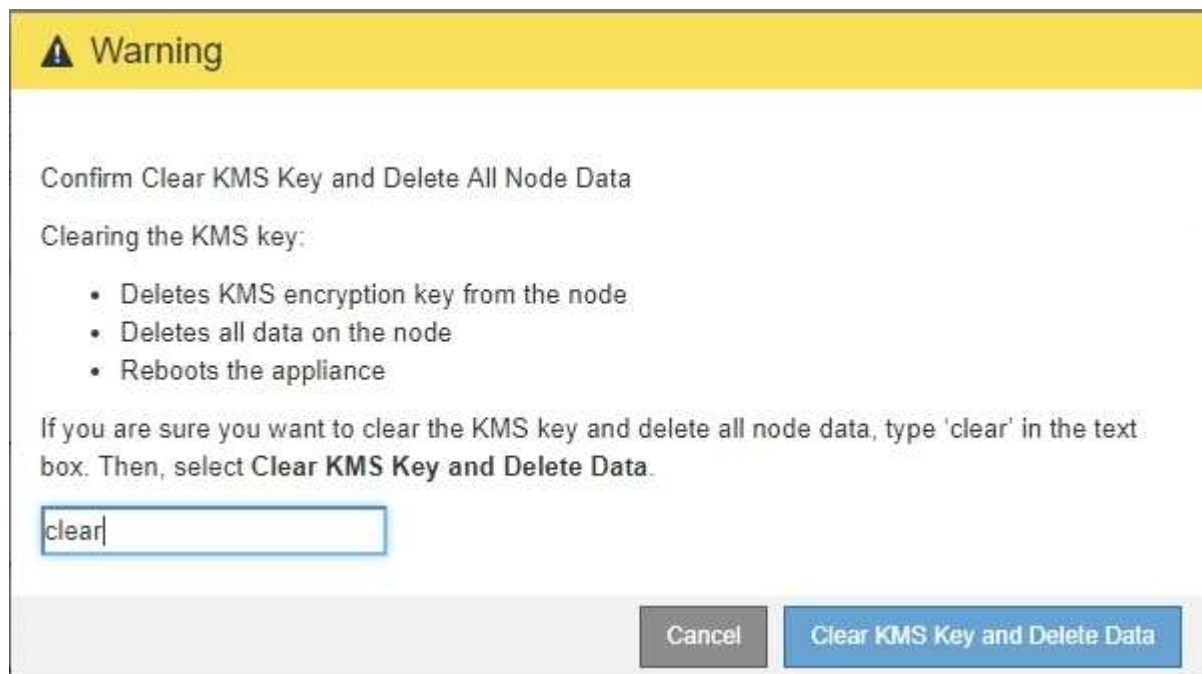 Warning
Confirm Clear KMS Key and Delete All Node Data
Clearing the KMS key:
• Deletes KMS encryption key from the node
• Deletes all data on the node
• Reboots the appliance
If you are sure you want to clear the KMS key and delete all node data, type ‘clear’ in the text
box. Then, select Clear KMS Key and Delete Data.
clear
Cancel
Clear KMS Key and Delete Data